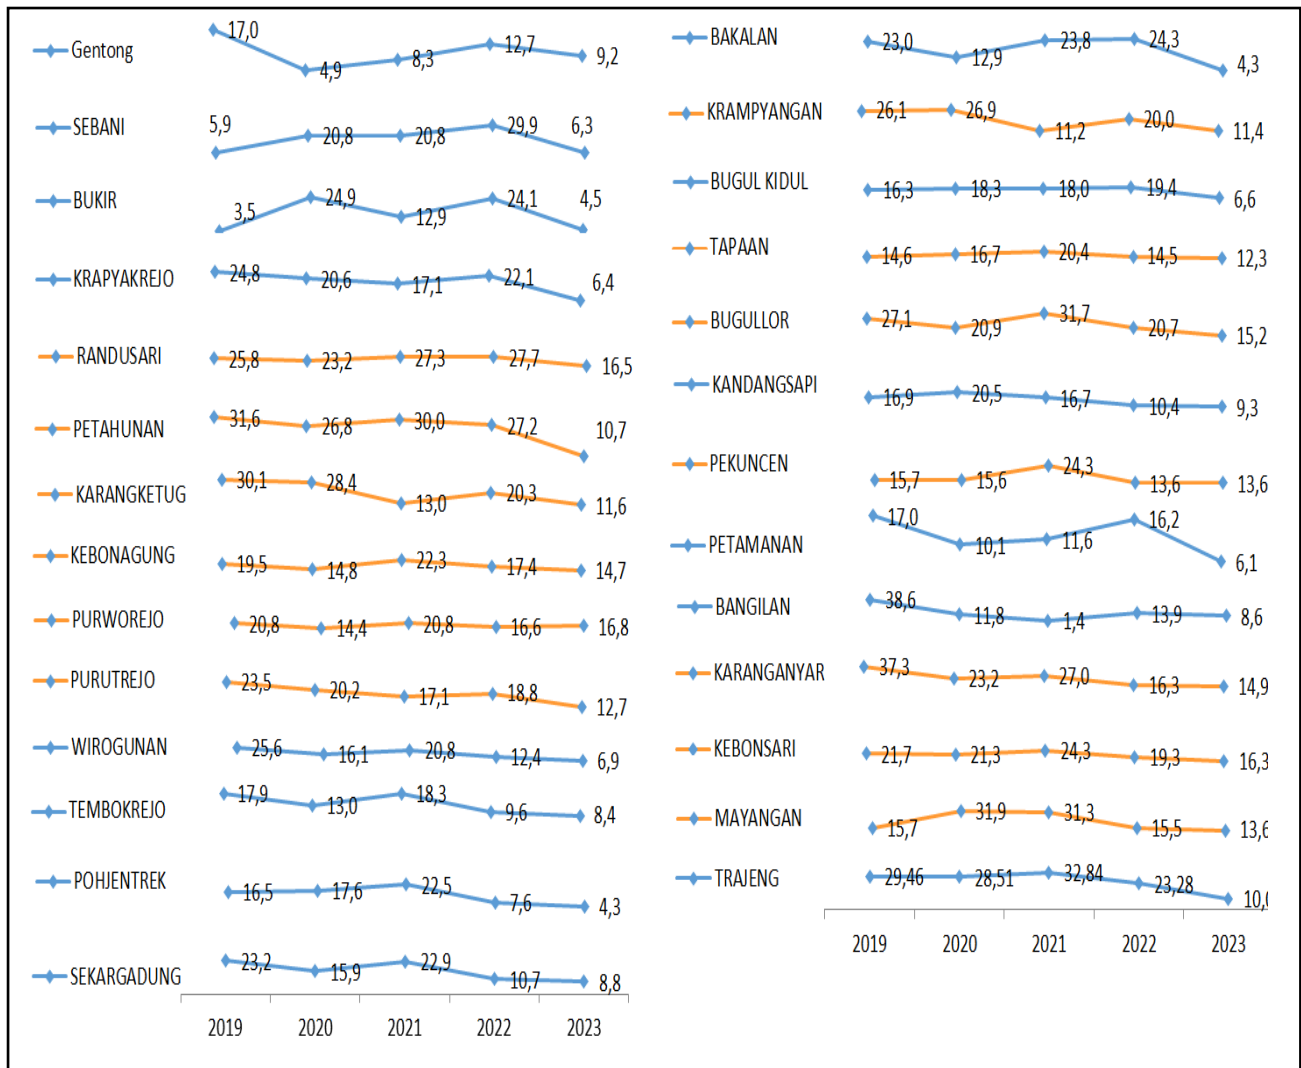 Gentong 17,0 4,9 8,3 12,7 9,2
SEBANI 5,9 20,8 20,8 29,9 6,3
BUKIR 3,5 24,9 12,9 24,1 4,5
KRAPYAKREJO 24,8 20,6 17,1 22,1 6,4
RANDUSARI 25,8 23,2 27,3 27,7 16,5
PETAHUNAN 31,6 26,8 30,0 27,2 10,7
KARANGKETUG 30,1 28,4 13,0 20,3 11,6
KEBONAGUNG 19,5 14,8 22,3 17,4 14,7
PURWOREJO 20,8 14,4 20,8 16,6 16,8
PURUTREJO 23,5 20,2 17,1 18,8 12,7
WIROGUNAN 25,6 16,1 20,8 12,4 6,9
TEMBOKREJO 17,9 13,0 18,3 9,6 8,4
POHJENTREK 16,5 17,6 22,5 7,6 4,3
SEKARGADUNG 23,2 15,9 22,9 10,7 8,8
2019 2020 2021 2022 2023
BAKALAN 23,0 12,9 23,8 24,3 4,3
KRAMPYANGAN 26,1 26,9 11,2 20,0 11,4
BUGUL KIDUL 16,3 18,3 18,0 19,4 6,6
TAPAAN 14,6 16,7 20,4 14,5 12,3
BUGULLOR 27,1 20,9 31,7 20,7 15,2
KANDANGSAPI 16,9 20,5 16,7 10,4 9,3
PEKUNCEN 15,7 15,6 24,3 13,6 13,6
PETAMANAN 17,0 10,1 11,6 16,2 6,1
BANGILAN 38,6 11,8 1,4 13,9 8,6
KARANGANYAR 37,3 23,2 27,0 16,3 14,9
KEBONSARI 21,7 21,3 24,3 19,3 16,3
MAYANGAN 15,7 31,9 31,3 15,5 13,6
TRAJENG 29,46 28,51 32,84 23,28
2019 2020 2021 2022 2023